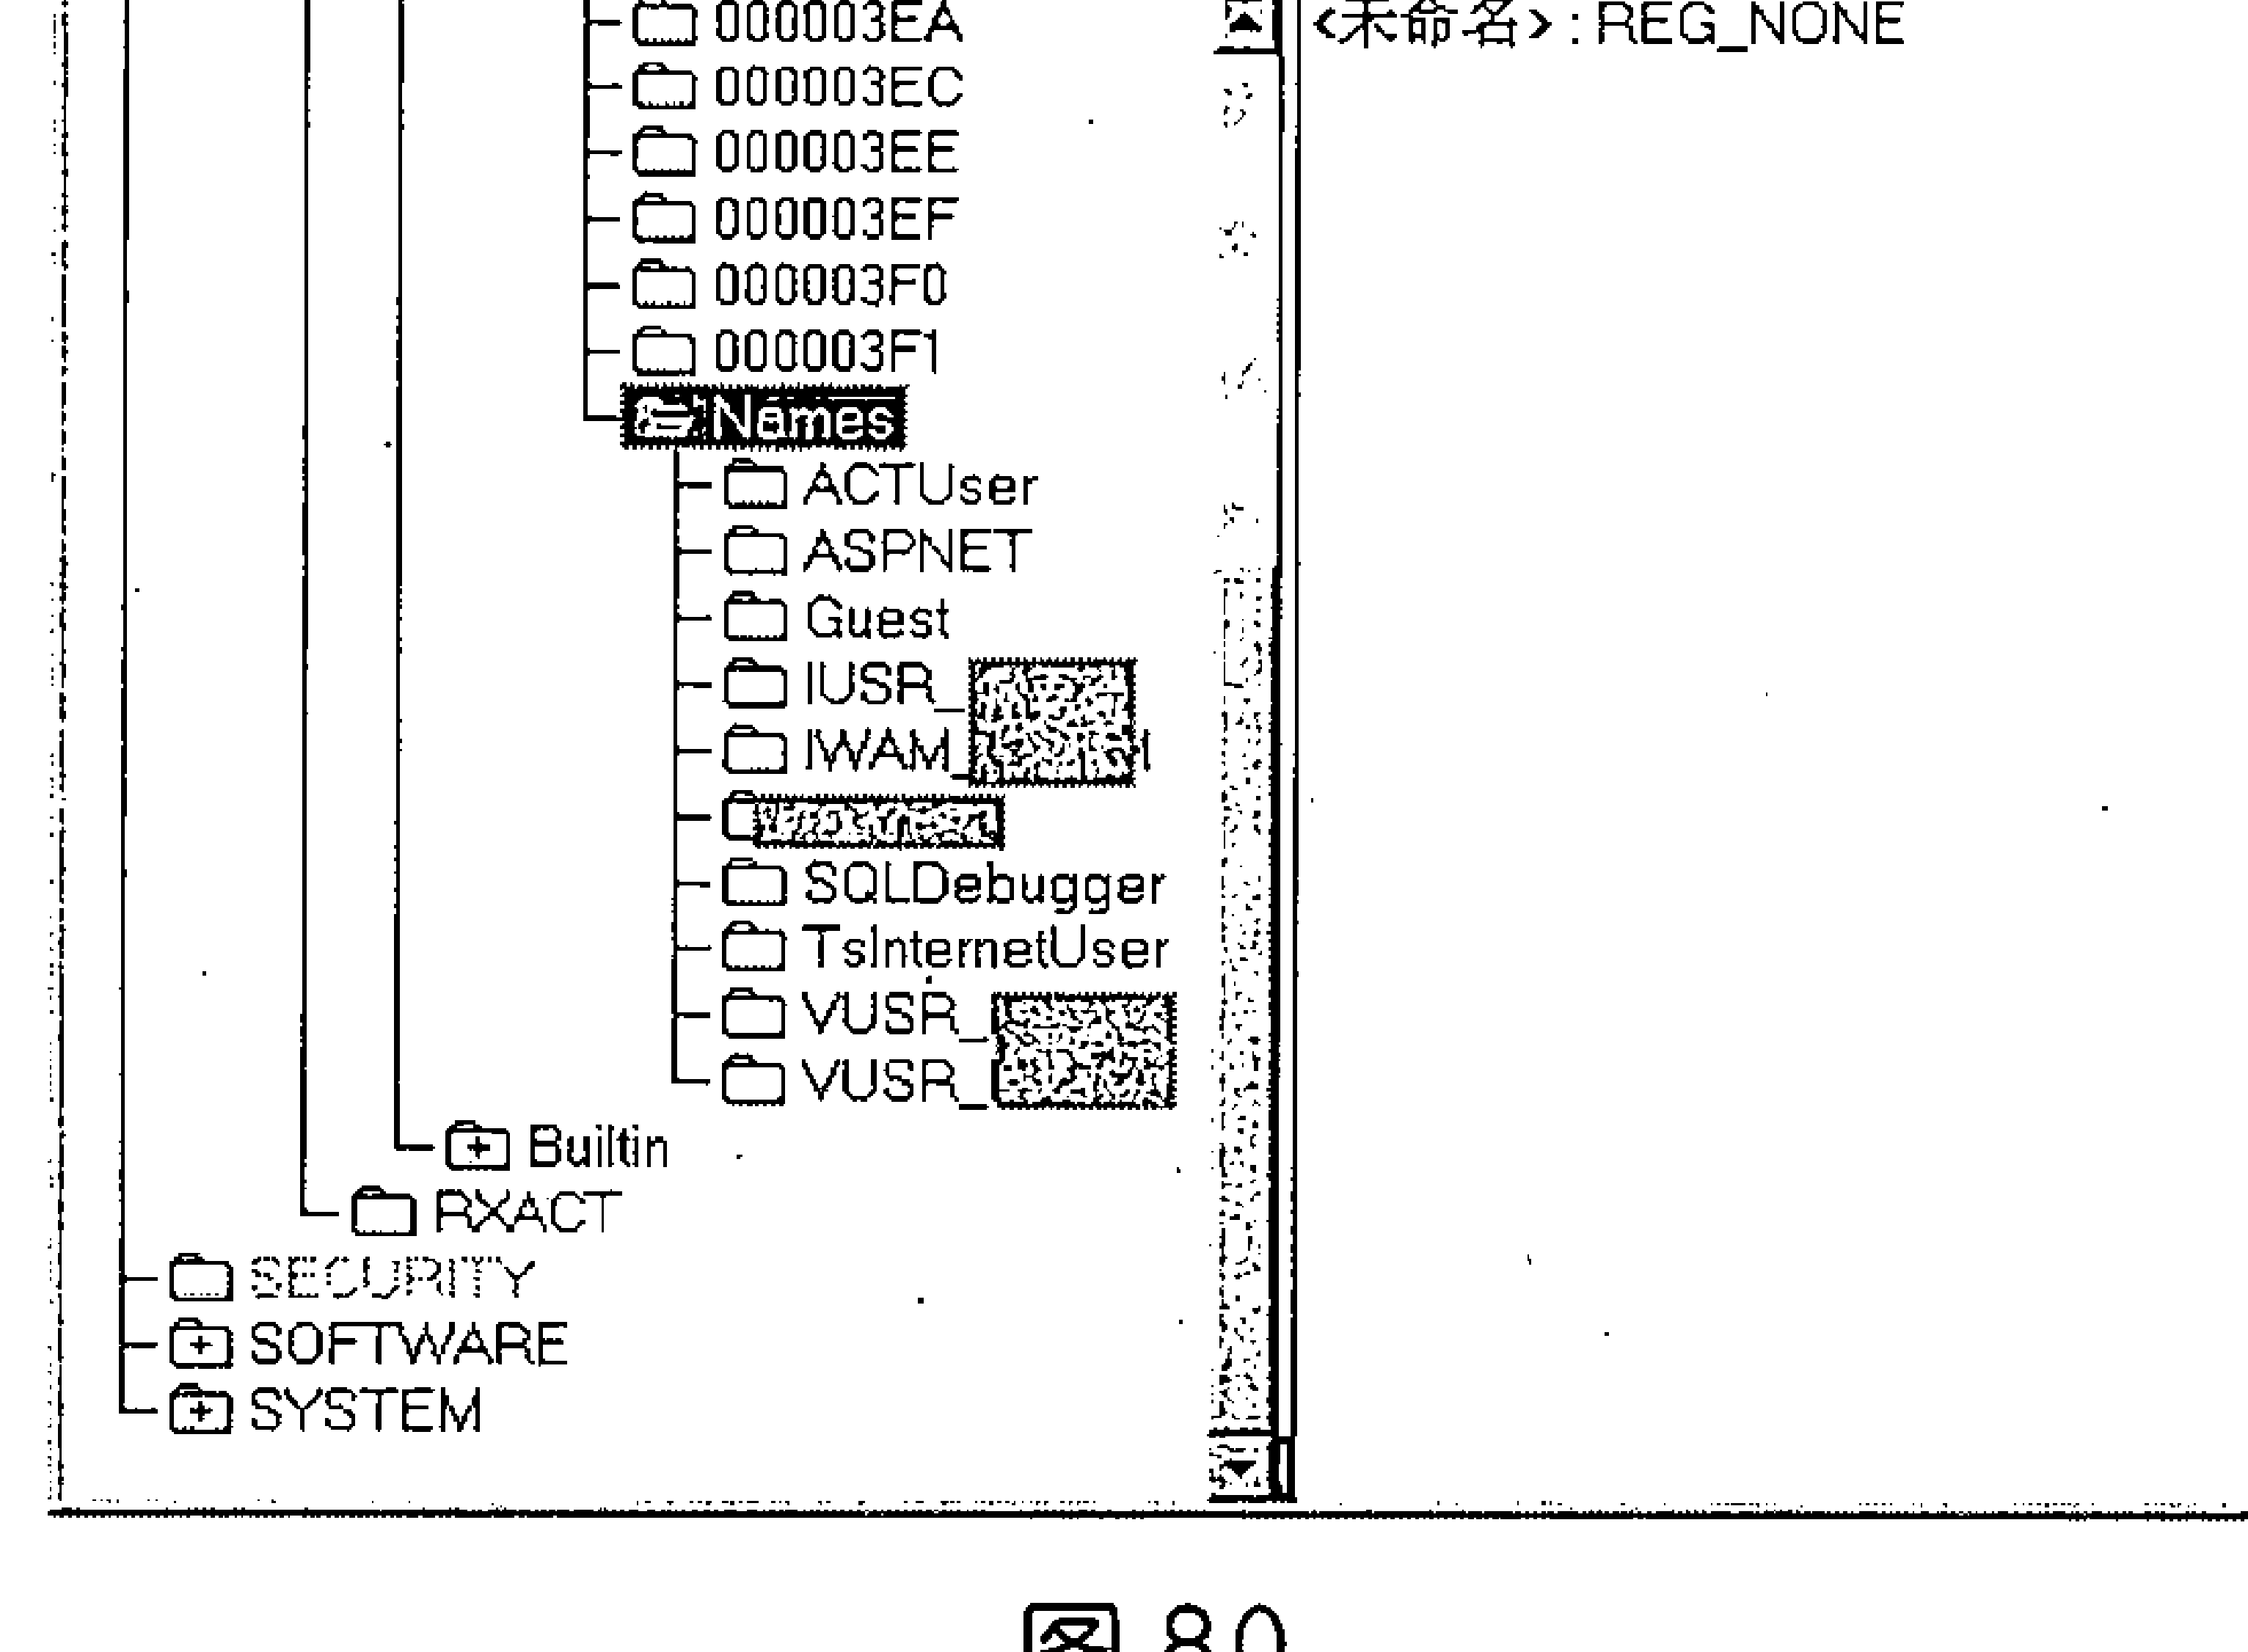 000003EA
<未命名>:REG_NONE
000003EC
000003EE
000003EF
000003F0
000003F1
Names
ACTUser
ASPNET
Guest
IUSR_
IWAM_
SQLDebugger
TsInternetUser
VUSR_
VUSR_
Builtin
RXACT
SECURITY
SOFTWARE
SYSTEM
图 80